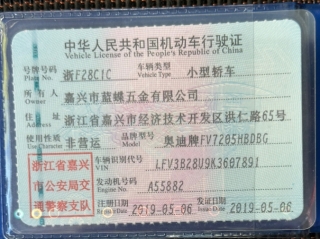 中华人民共和国机动车行驶证
Vehicle License of the People's Republic of China
号牌号码 浙F28C1C 车辆类型 小型轿车
Plate No. Vehicle Type
所有人 嘉兴市蓝蝶五金有限公司
Owner
住址 浙江省嘉兴市经济技术开发区洪仁路65号
Address
使用性质 非营运 品牌型号 奥迪牌FV7205HBDBG
Use Character Model
浙江省嘉兴
市公安局交
通警察支队
车辆识别代号 LFV3B28U9K3607891
VIN
发动机号码 A55882
Engine No.
注册日期 2019-05-06 发证日期 2019-05-06
Register Date Issue Date